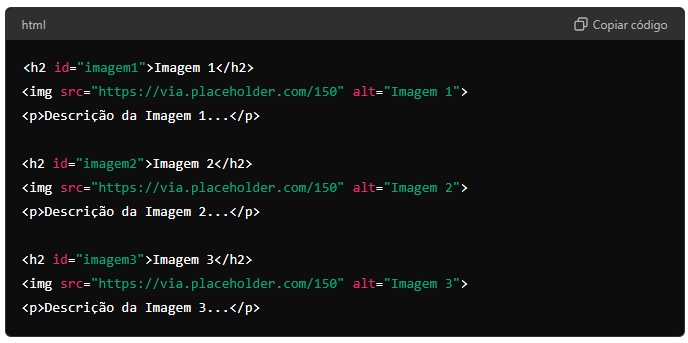 html
Copiar código
<h2 id="imagem1">Imagem 1</h2>
<img src="https://via.placeholder.com/150" alt="Imagem 1">
<p>Descrição da Imagem 1...</p>
<h2 id="imagem2">Imagem 2</h2>
<img src="https://via.placeholder.com/150" alt="Imagem 2">
<p>Descrição da Imagem 2...</p>
<h2 id="imagem3">Imagem 3</h2>
<img src="https://via.placeholder.com/150" alt="Imagem 3">
<p>Descrição da Imagem 3...</p>